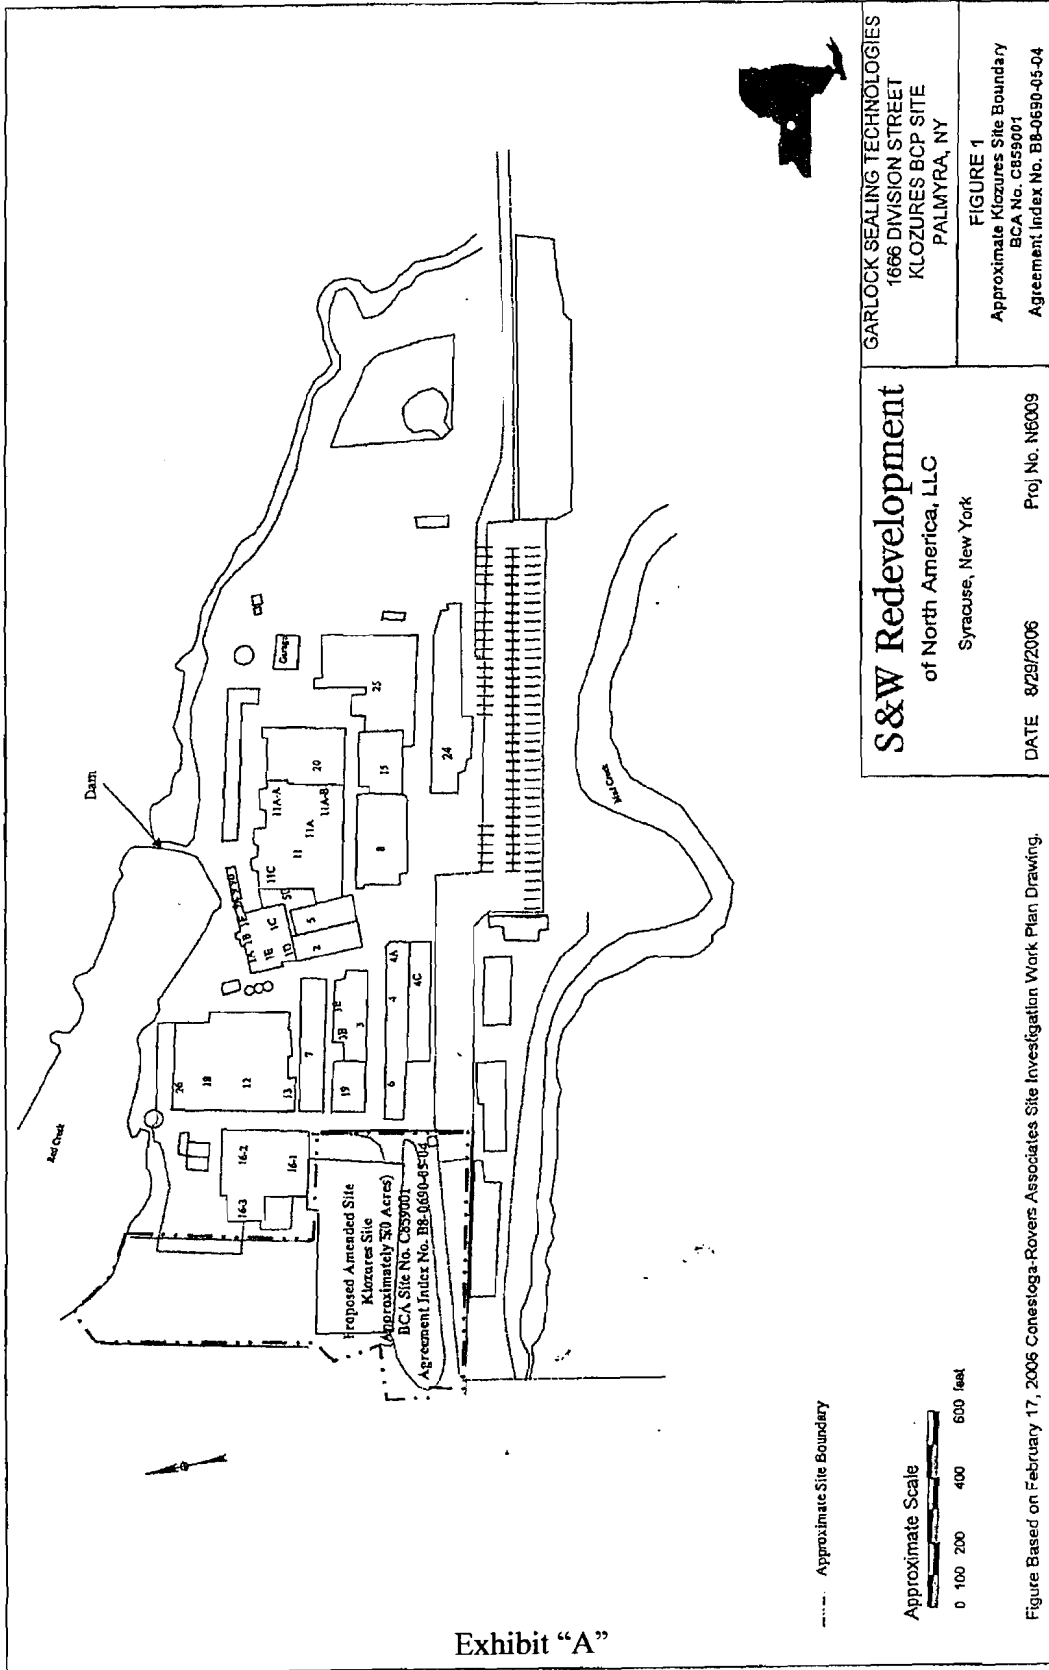 Exhibit “A”
Red Creek
Dam
Mud Creek
26
18
12
13
16-2
16-1
16-3
7
19
3B
3
6
4
4A
4C
1A
1B
1E
1C
1D
2
5
11C
11
11A
11A-A
11A-B
20
8
15
25
24
Garage
Proposed Amended Site
Klozures Site
BCA Site No. C859001
Agreement Index No. B8-0690-05-04
Approximate Site Boundary
Approximate Scale
0 100 200 400 600 feet
Figure Based on February 17, 2006 Conestoga-Rovers Associates Site Investigation Work Plan Drawing.
S&W Redevelopment
of North America, LLC
Syracuse, New York
DATE 8/29/2006 Proj No. N6009
GARLOCK SEALING TECHNOLOGIES
1666 DIVISION STREET
KLOZURES BCP SITE
PALMYRA, NY
FIGURE 1
Approximate Klozures Site Boundary
BCA No. C859001
Agreement Index No. B8-0690-05-04